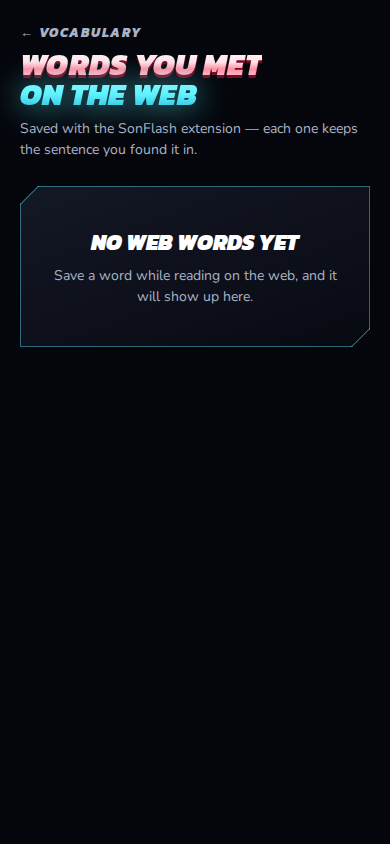 ← VOCABULARY
WORDS YOU MET
ON THE WEB
Saved with the SonFlash extension — each one keeps
the sentence you found it in.
NO WEB WORDS YET
Save a word while reading on the web, and it
will show up here.